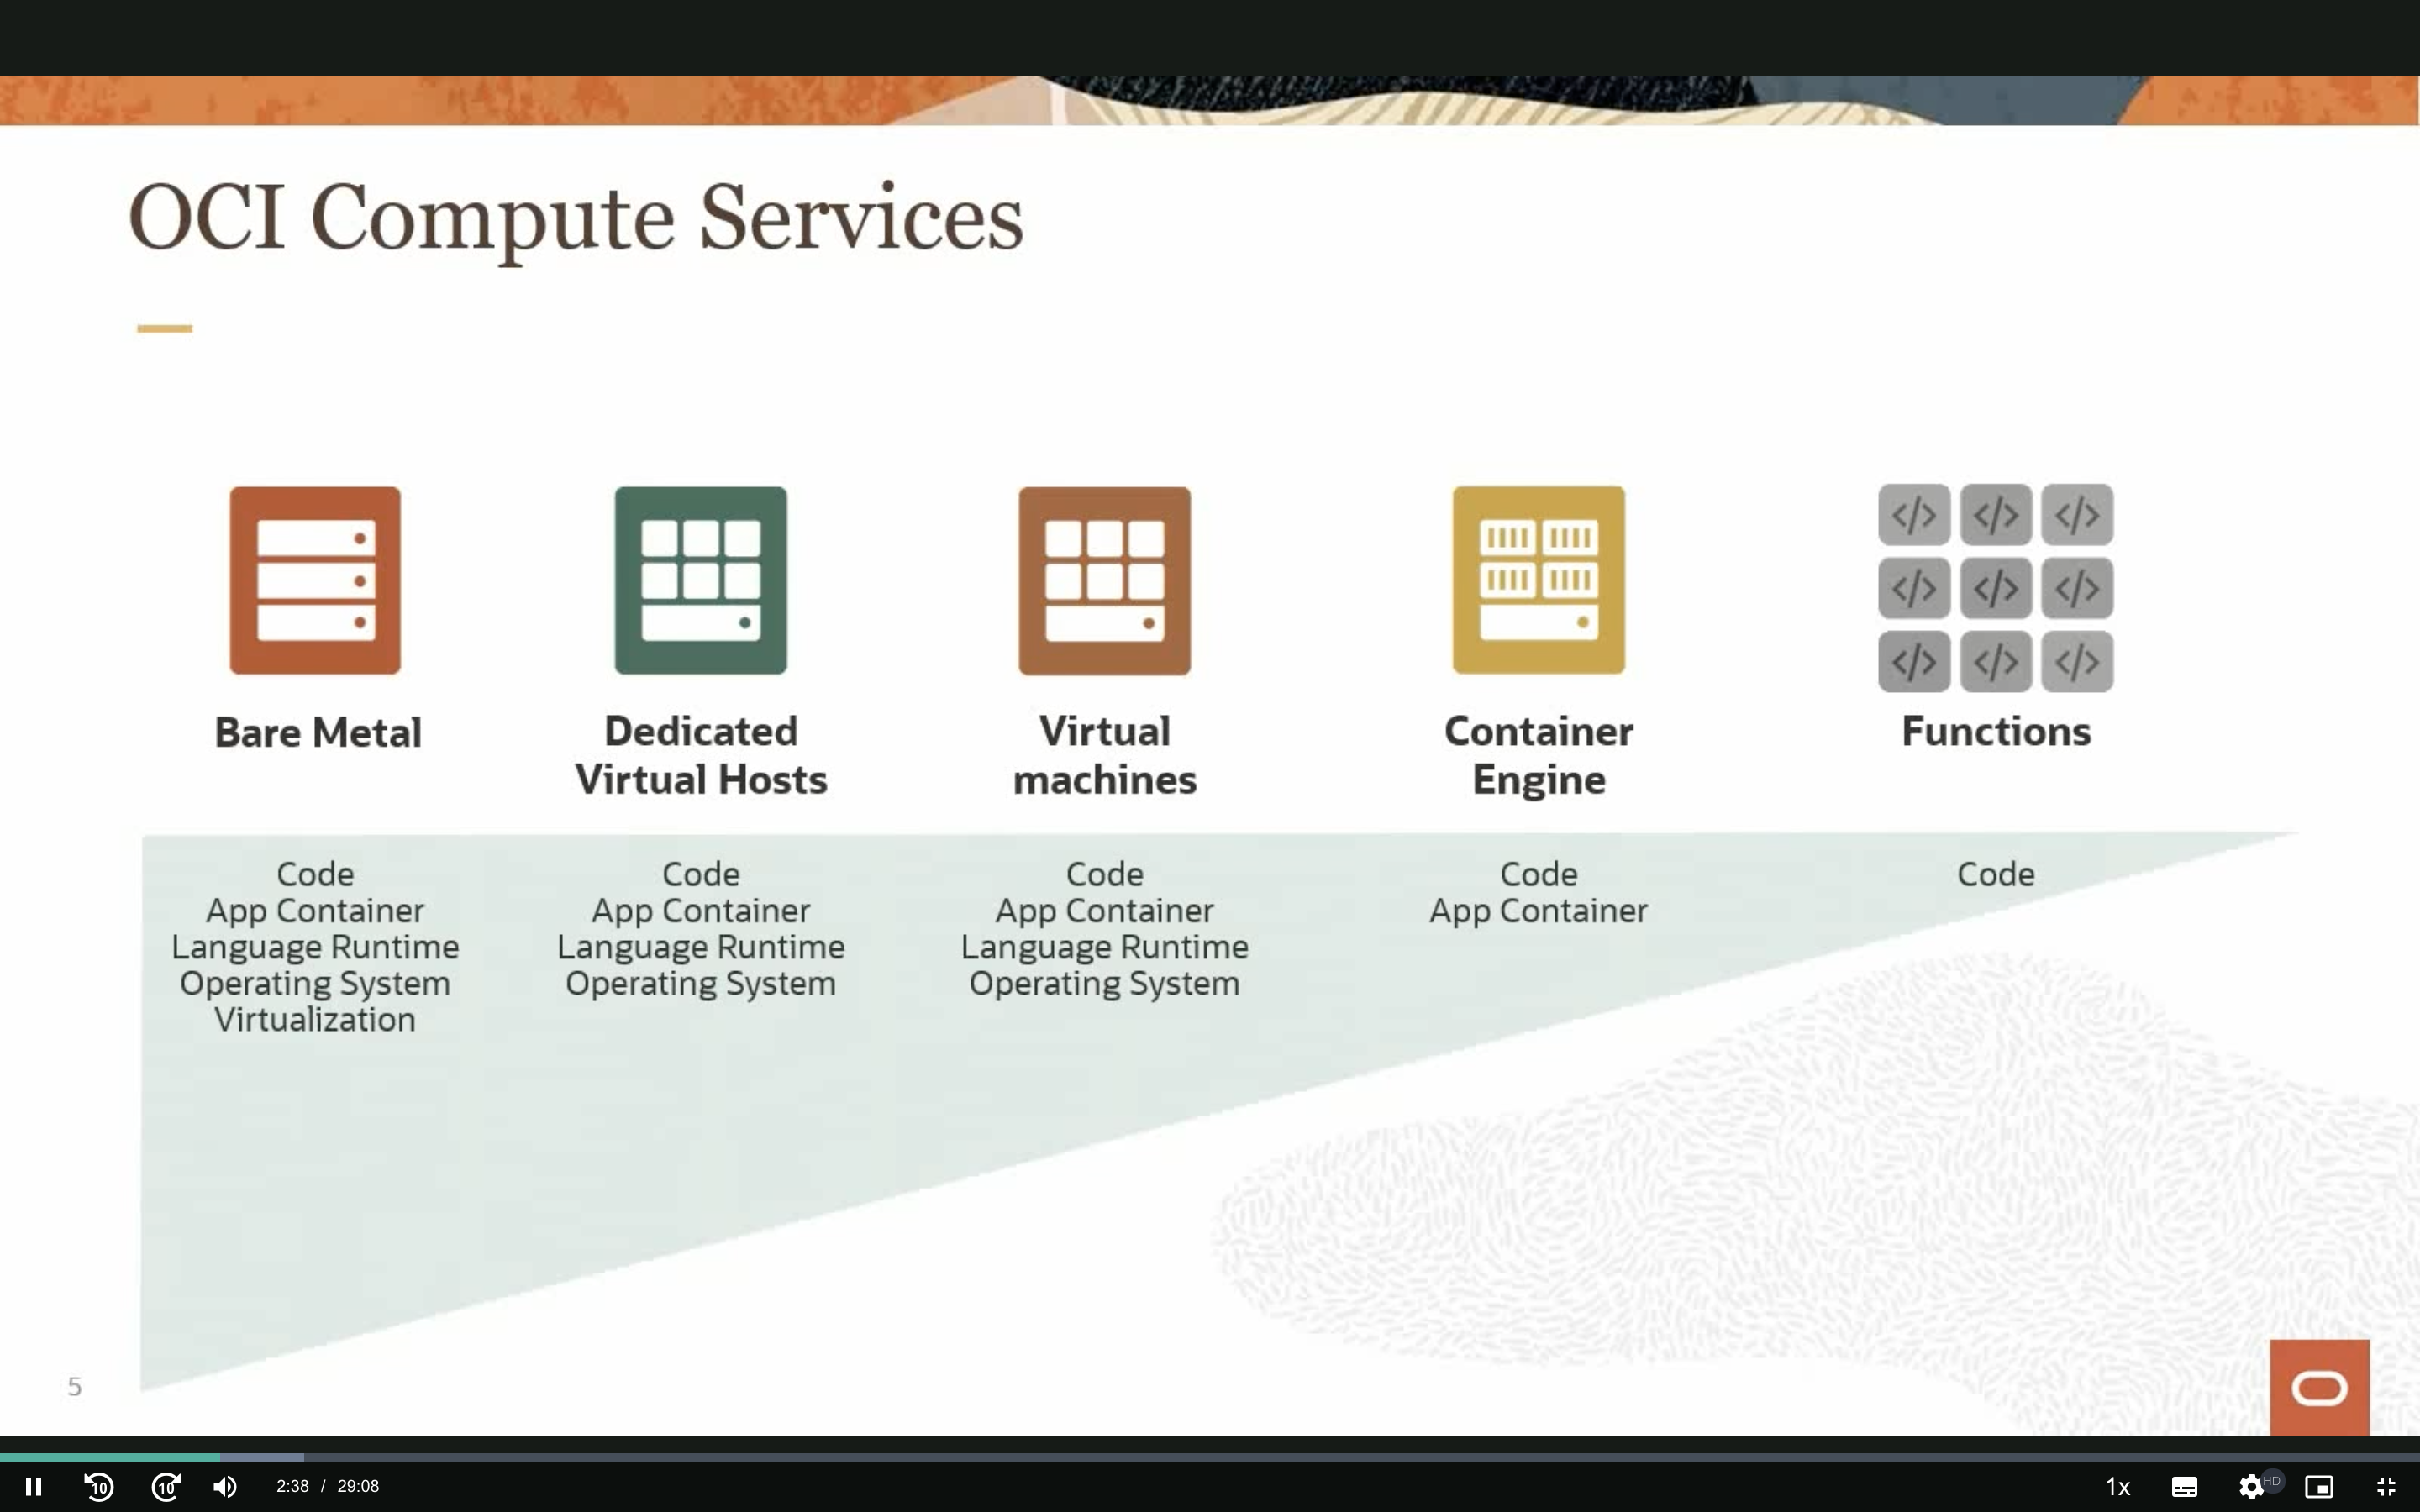 OCI Compute Services
</>
</>
</>
</>
</>
</>
</>
</>
</>
Bare Metal
Dedicated
Virtual Hosts
Virtual
machines
Container
Engine
Functions
Code
App Container
Language Runtime
Operating System
Virtualization
Code
App Container
Language Runtime
Operating System
Code
App Container
Language Runtime
Operating System
Code
App Container
Code
5
10
10
2:38 / 29:08
1x
HD